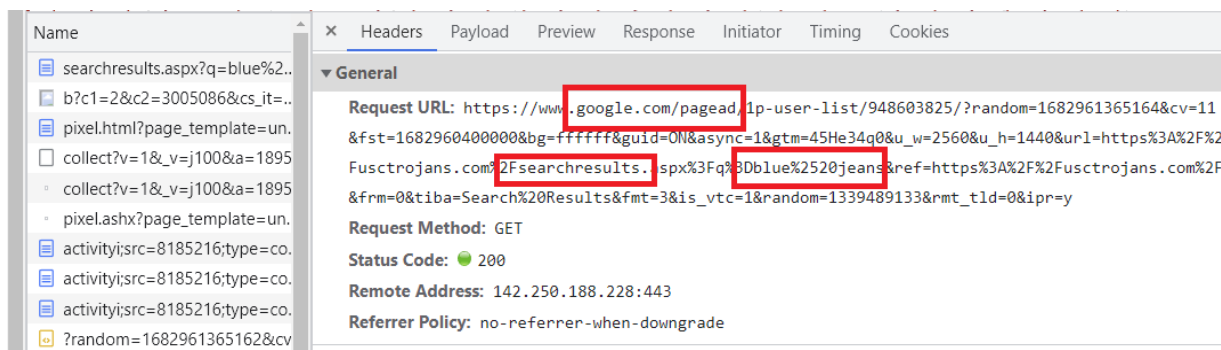 Name
searchresults.aspx?q=blue%2..
b?c1=2&c2=3005086&cs_it=..
pixel.html?page_template=un.
collect?v=1&_v=j100&a=1895
collect?v=1&_v=j100&a=1895
pixel.ashx?page_template=un.
activityi;src=8185216;type=co.
activityi;src=8185216;type=co.
activityi;src=8185216;type=co.
?random=1682961365162&cv
× Headers Payload Preview Response Initiator Timing Cookies
▼ General
Request URL: https://www.google.com/pagead/1p-user-list/948603825/?random=1682961365164&cv=11
&fst=1682960400000&bg=ffffff&guid=ON&async=1&gtm=45He34q0&u_w=2560&u_h=1440&url=https%3A%2F%2
Fusctrojans.com%2Fsearchresults.aspx%3Fq%3Dblue%2520jeans&ref=https%3A%2F%2Fusctrojans.com%2F
&frm=0&tiba=Search%20Results&fmt=3&is_vtc=1&random=1339489133&rmt_tld=0&ipr=y
Request Method: GET
Status Code: 200
Remote Address: 142.250.188.228:443
Referrer Policy: no-referrer-when-downgrade